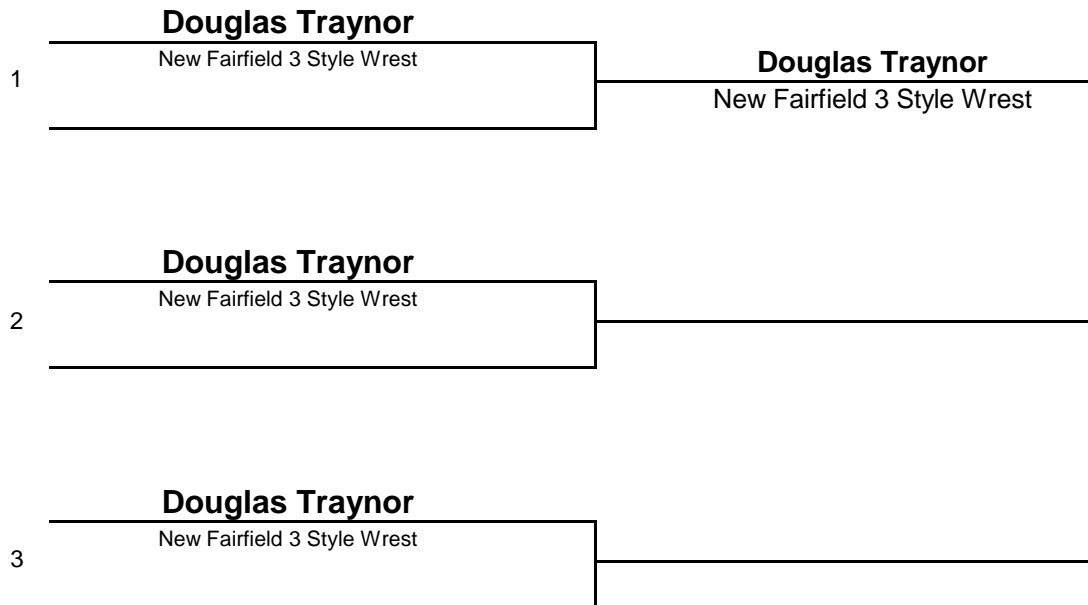 Douglas Traynor
New Fairfield 3 Style Wrest
1
Douglas Traynor
New Fairfield 3 Style Wrest
Douglas Traynor
New Fairfield 3 Style Wrest
2
Douglas Traynor
New Fairfield 3 Style Wrest
3